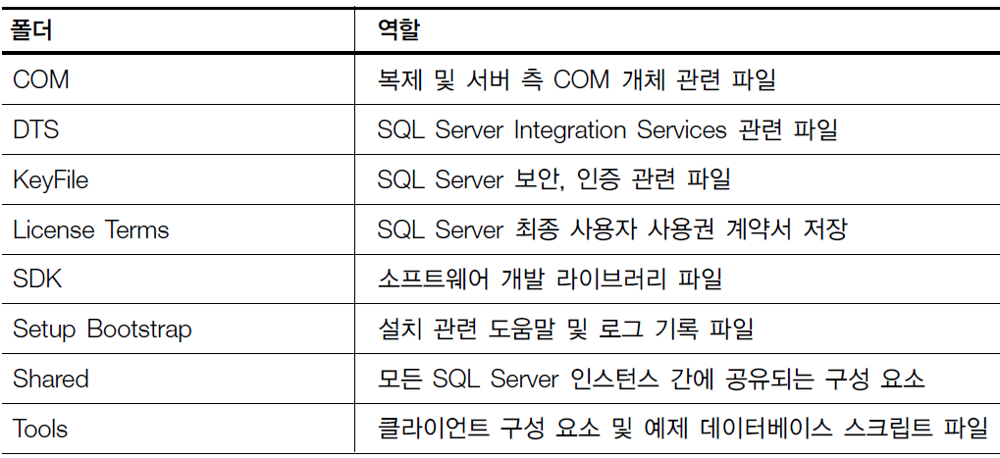 폴더 역할
COM 복제 및 서버 측 COM 개체 관련 파일
DTS SQL Server Integration Services 관련 파일
KeyFile SQL Server 보안, 인증 관련 파일
License Terms SQL Server 최종 사용자 사용권 계약서 저장
SDK 소프트웨어 개발 라이브러리 파일
Setup Bootstrap 설치 관련 도움말 및 로그 기록 파일
Shared 모든 SQL Server 인스턴스 간에 공유되는 구성 요소
Tools 클라이언트 구성 요소 및 예제 데이터베이스 스크립트 파일